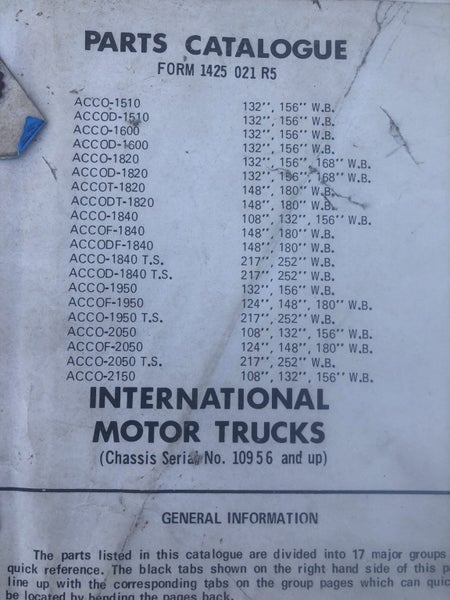 PARTS CATALOGUE
FORM 1425 021 R5
ACCO-1510 132", 156" W.B.
ACCOD-1510 132", 156" W.B.
ACCO-1600 132", 156" W.B.
ACCOD-1600 132", 156" W.B.
ACCO-1820 132", 156", 168" W.B.
ACCOD-1820 132", 156", 168" W.B.
ACCOT-1820 148", 180" W.B.
ACCODT-1820 148", 180" W.B.
ACCO-1840 108", 132", 156" W.B.
ACCOF-1840 148", 180" W.B.
ACCODF-1840 148", 180" W.B.
ACCO-1840 T.S. 217", 252" W.B.
ACCOD-1840 T.S. 217", 252" W.B.
ACCO-1950 132", 156" W.B.
ACCOF-1950 124", 148", 180" W.B.
ACCO-1950 T.S. 217", 252" W.B.
ACCO-2050 108", 132", 156" W.B.
ACCOF-2050 124", 148", 180" W.B.
ACCO-2050 T.S. 217", 252" W.B.
ACCO-2150 108", 132", 156" W.B.
INTERNATIONAL
MOTOR TRUCKS
(Chassis Serial No. 10956 and up)
GENERAL INFORMATION
The parts listed in this catalogue are divided into 17 major groups
quick reference. The black tabs shown on the right hand side of this
line up with the corresponding tabs on the group pages which can
be located by bending the pages back.